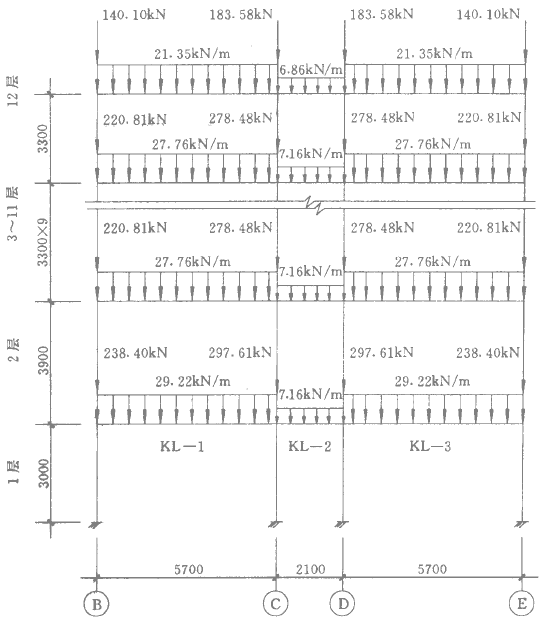 140.10kN 183.58kN 183.58kN 140.10kN
21.35kN/m 6.86kN/m 21.35kN/m
12层
220.81kN 278.48kN 278.48kN 220.81kN
3300
27.76kN/m 7.16kN/m 27.76kN/m
3～11层
3300×9
220.81kN 278.48kN 278.48kN 220.81kN
27.76kN/m 7.16kN/m 27.76kN/m
2层
3900
238.40kN 297.61kN 297.61kN 238.40kN
29.22kN/m 7.16kN/m 29.22kN/m
KL—1 KL—2 KL—3
1层
3000
5700 2100 5700
B C D E